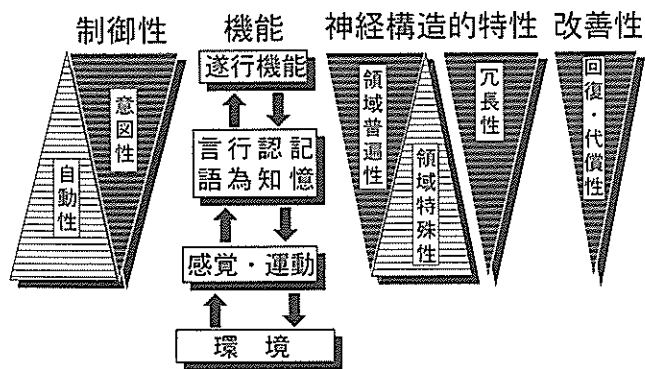 制御性
機能
神経構造的特性
改善性
意図性
自動性
遂行機能
言語
行為
認知
記憶
感覚・運動
環境
領域普遍性
領域特殊性
冗長性
回復・代償性